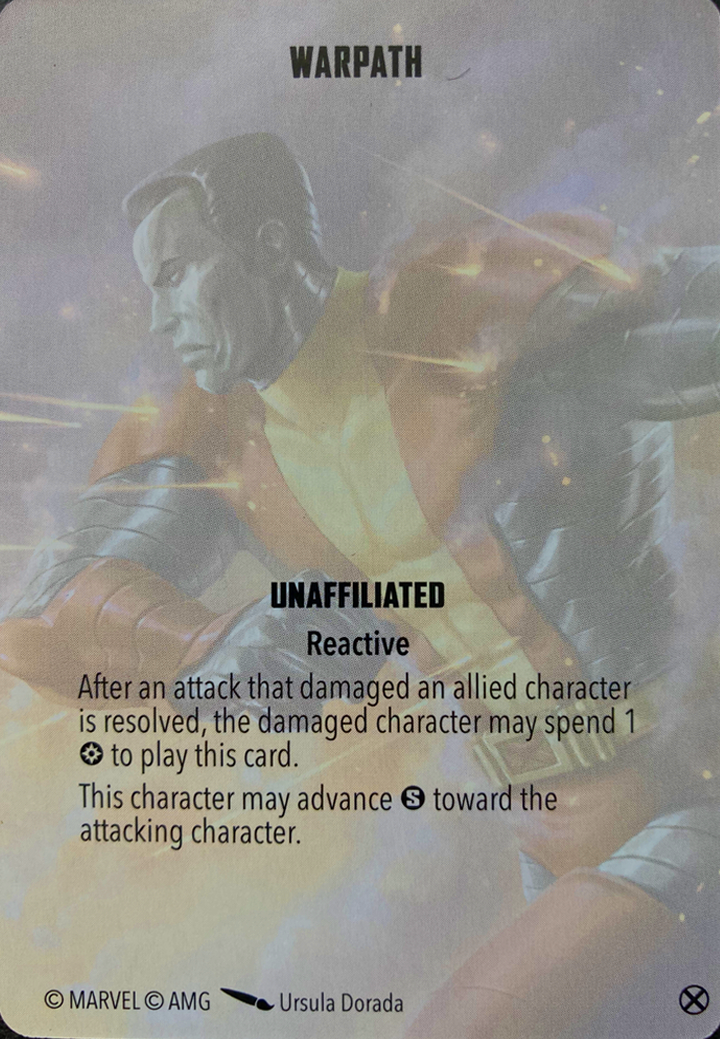 WARPATH
UNAFFILIATED
Reactive
After an attack that damaged an allied character
is resolved, the damaged character may spend 1
to play this card.
This character may advance S toward the
attacking character.
© MARVEL © AMG Ursula Dorada